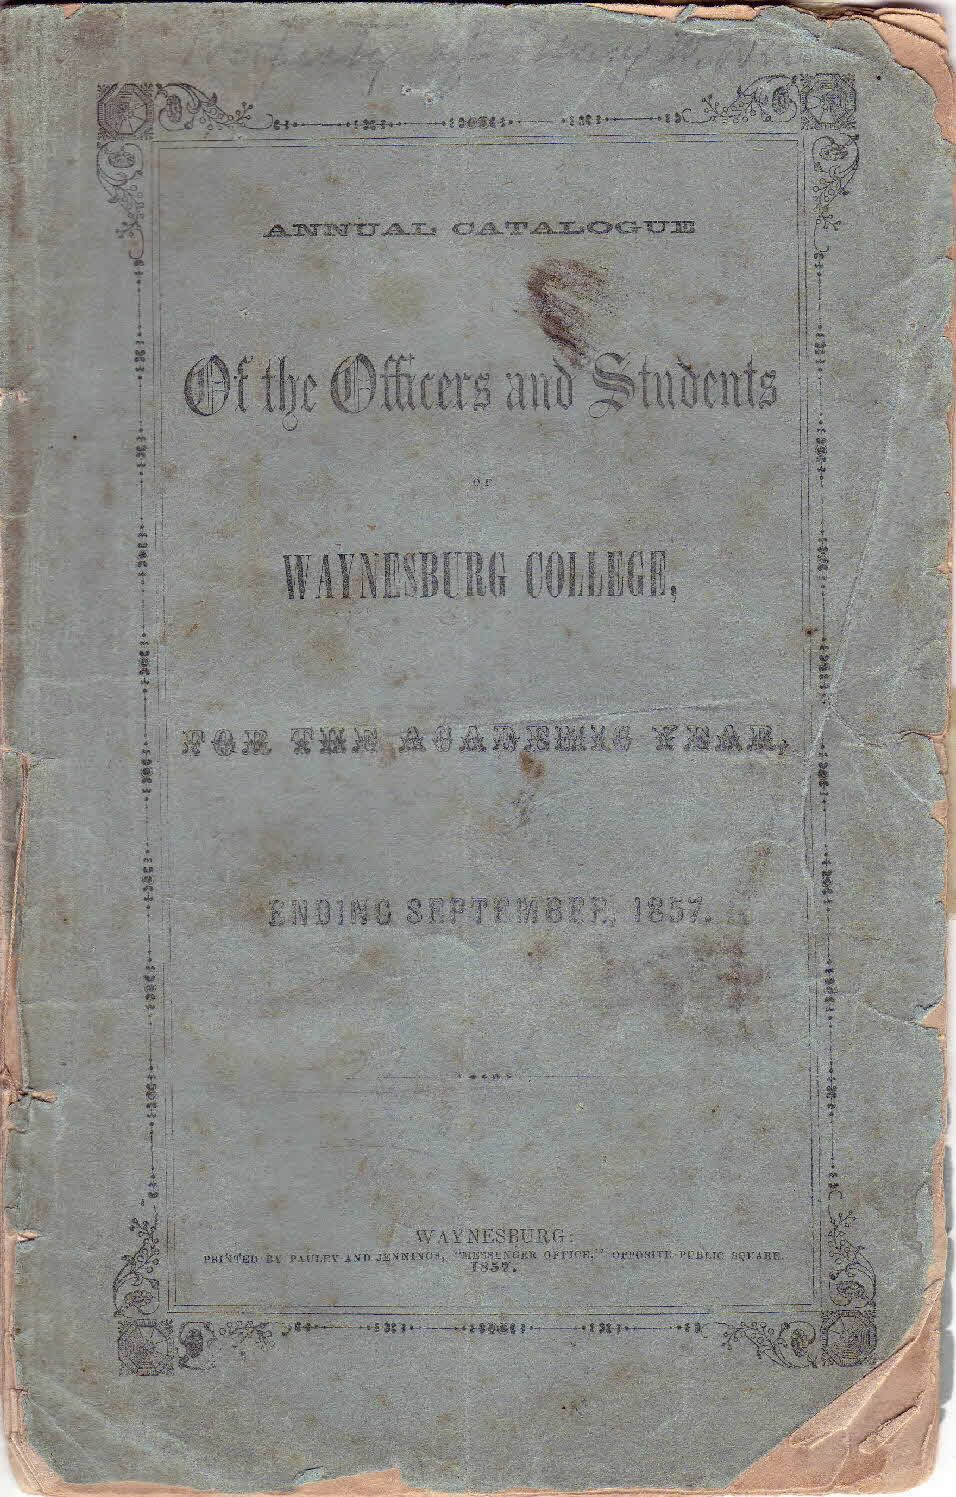 ANNUAL CATALOGUE
Of the Officers and Students
OF
WAYNESBURG COLLEGE,
FOR THE ACADEMIC YEAR,
ENDING SEPTEMBER, 1857.
WAYNESBURG:
PRINTED BY PAULEY AND JENNINGS, "MESSENGER OFFICE," OPPOSITE PUBLIC SQUARE.
1857.